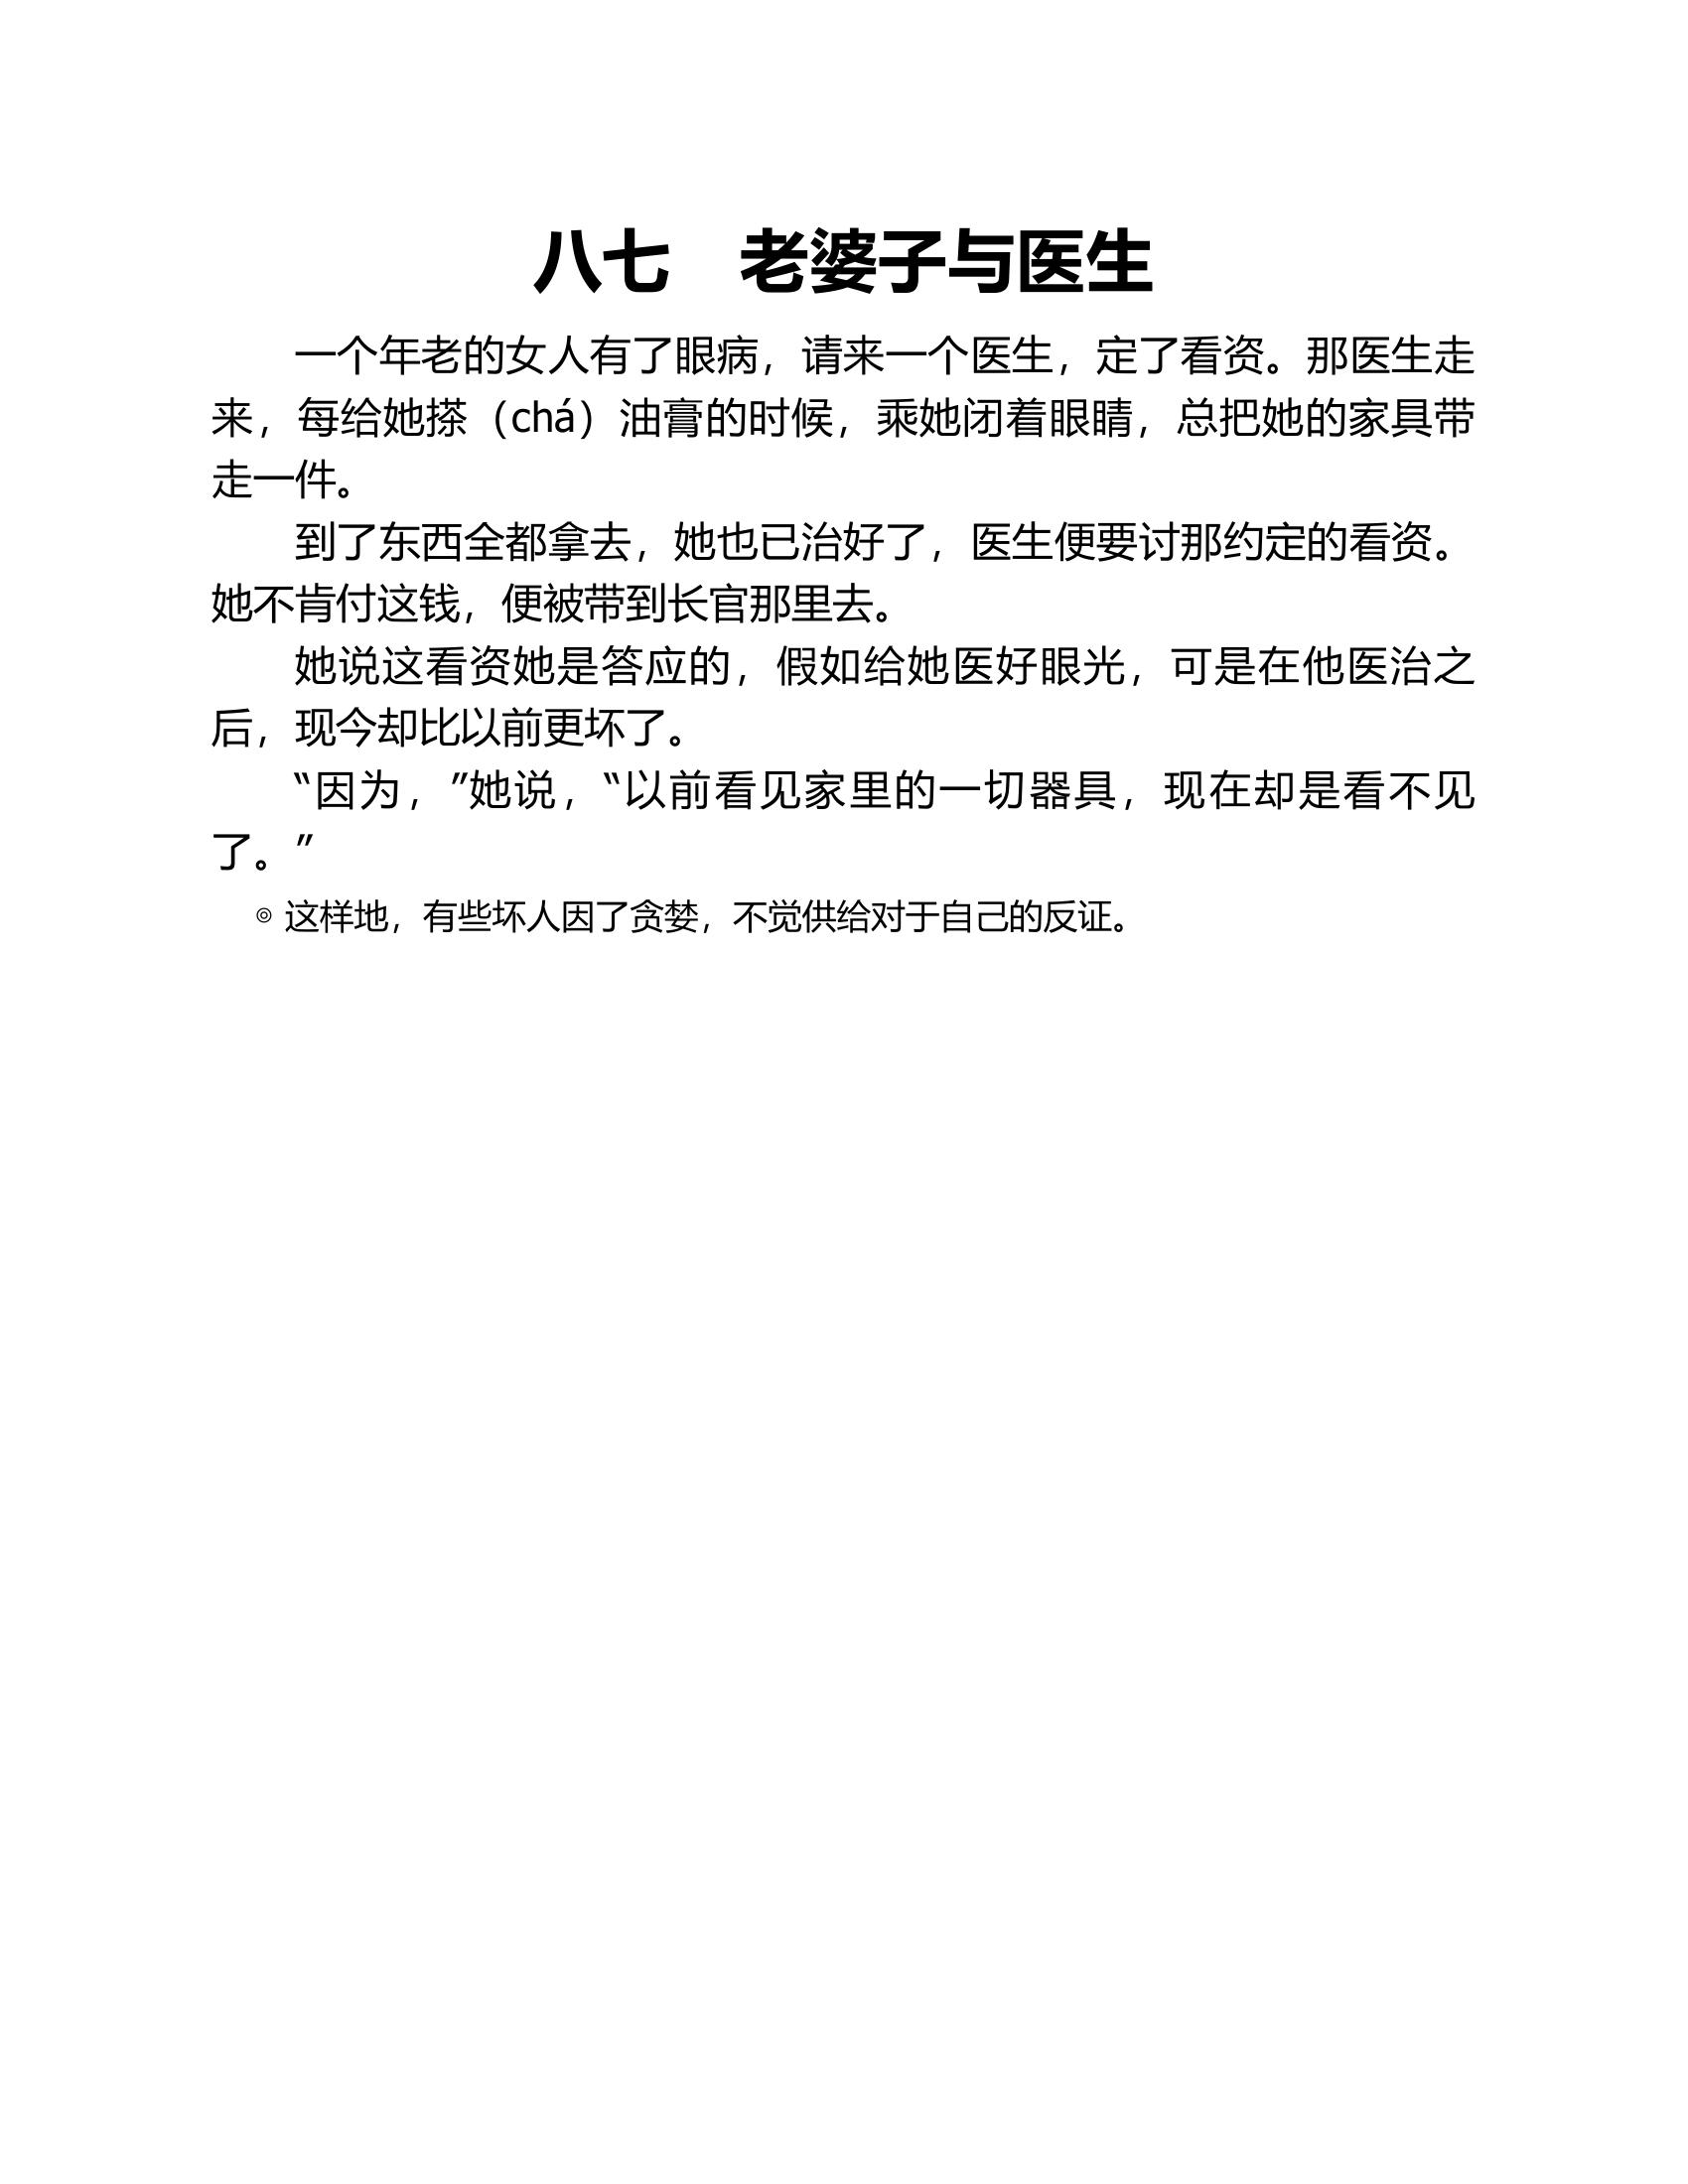 八七　老婆子与医生
一个年老的女人有了眼病，请来一个医生，定了看资。那医生走
来，每给她搽（chá）油膏的时候，乘她闭着眼睛，总把她的家具带
走一件。
到了东西全都拿去，她也已治好了，医生便要讨那约定的看资。
她不肯付这钱，便被带到长官那里去。
她说这看资她是答应的，假如给她医好眼光，可是在他医治之
后，现今却比以前更坏了。
“因为，”她说，“以前看见家里的一切器具，现在却是看不见
了。”
◎ 这样地，有些坏人因了贪婪，不觉供给对于自己的反证。